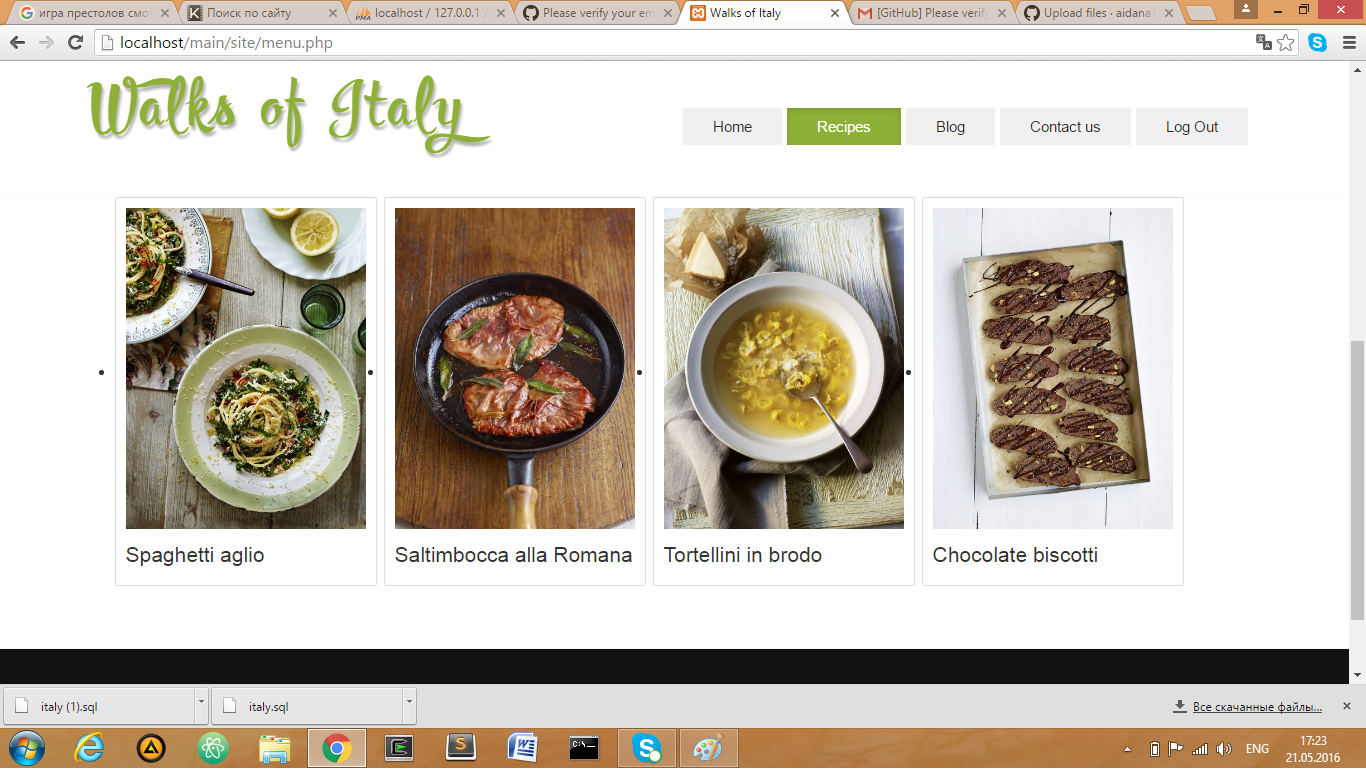 игра престолов смо
Поиск по сайту
localhost / 127.0.0.1 /
Please verify your em
Walks of Italy
[GitHub] Please verif
Upload files · aidana
localhost/main/site/menu.php
Walks of Italy
Home
Recipes
Blog
Contact us
Log Out
Spaghetti aglio
Saltimbocca alla Romana
Tortellini in brodo
Chocolate biscotti
italy (1).sql
italy.sql
Все скачанные файлы...
ENG
17:23
21.05.2016